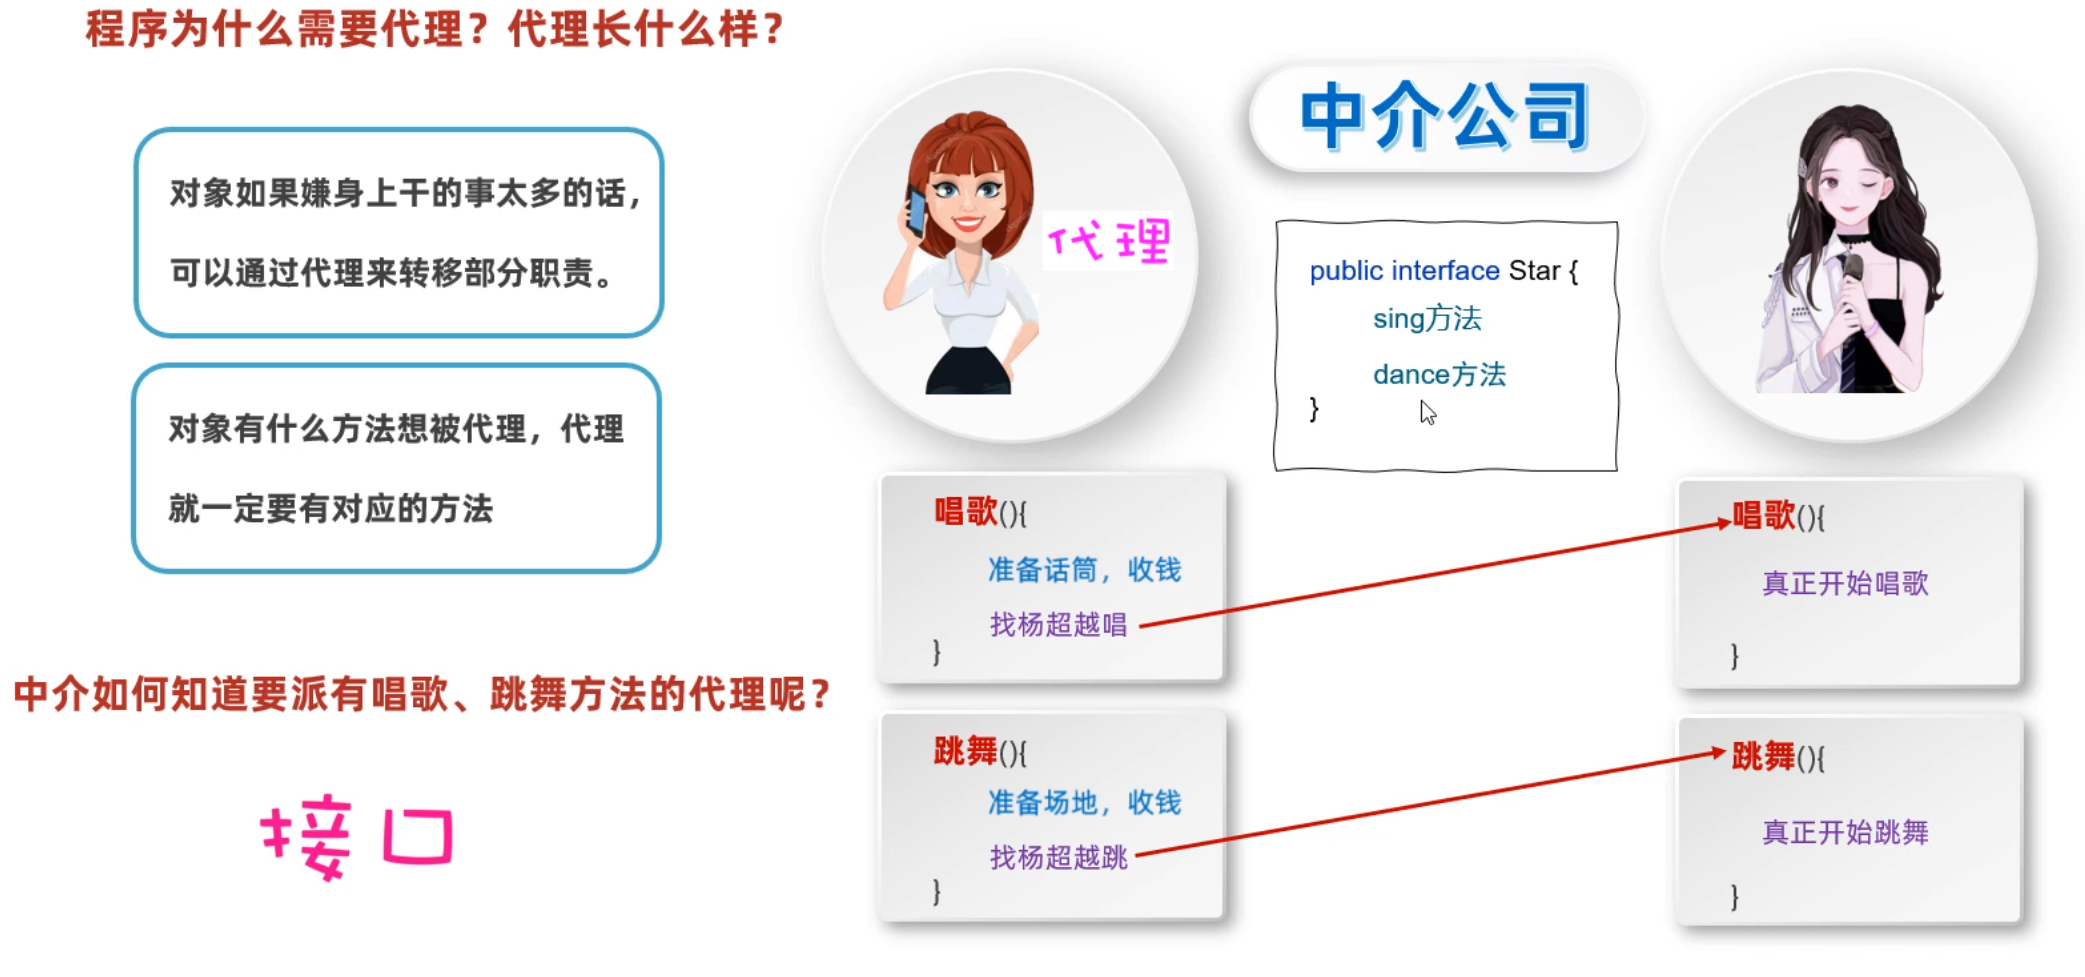 程序为什么需要代理？代理长什么样？
对象如果嫌身上干的事太多的话，
可以通过代理来转移部分职责。
对象有什么方法想被代理，代理
就一定要有对应的方法
中介如何知道要派有唱歌、跳舞方法的代理呢？
接口
代理
中介公司
public interface Star {
sing方法
dance方法
}
唱歌(){
准备话筒，收钱
找杨超越唱
}
跳舞(){
准备场地，收钱
找杨超越跳
}
唱歌(){
真正开始唱歌
}
跳舞(){
真正开始跳舞
}